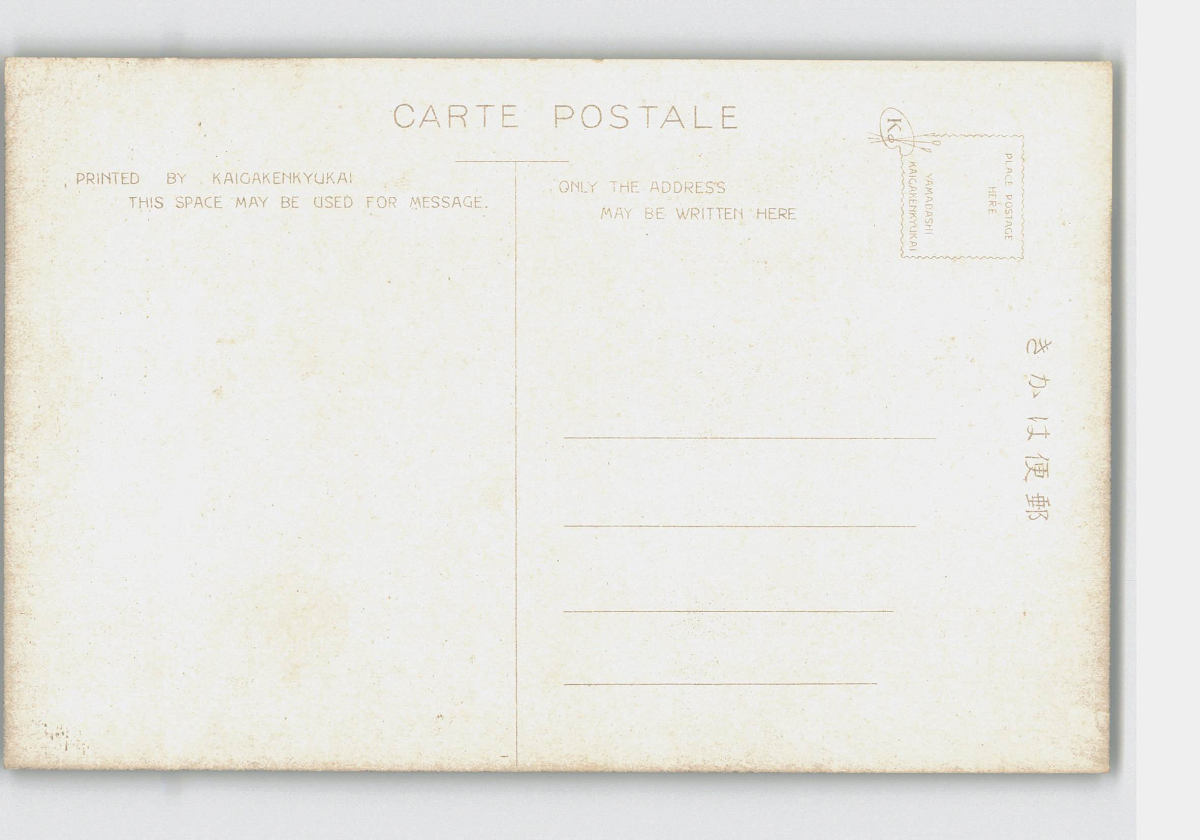 CARTE POSTALE
PRINTED BY KAIGAKENKYUKAI
THIS SPACE MAY BE USED FOR MESSAGE.
ONLY THE ADDRESS
MAY BE WRITTEN HERE
K
PLACE POSTAGE
HERE
YAMADASHI
KAIGAKENKYUKAI
きかは便郵